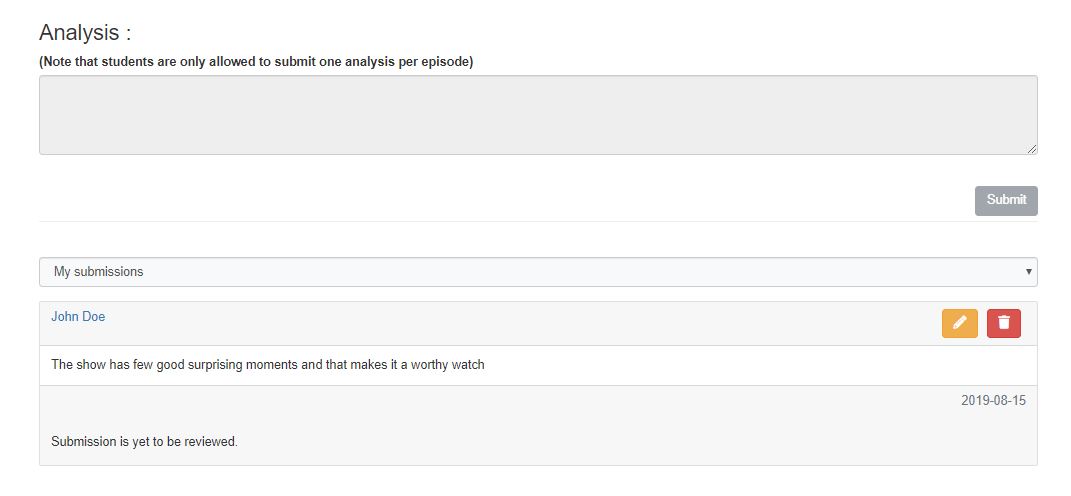 Analysis :
(Note that students are only allowed to submit one analysis per episode)
Submit
My submissions
John Doe
The show has few good surprising moments and that makes it a worthy watch
2019-08-15
Submission is yet to be reviewed.